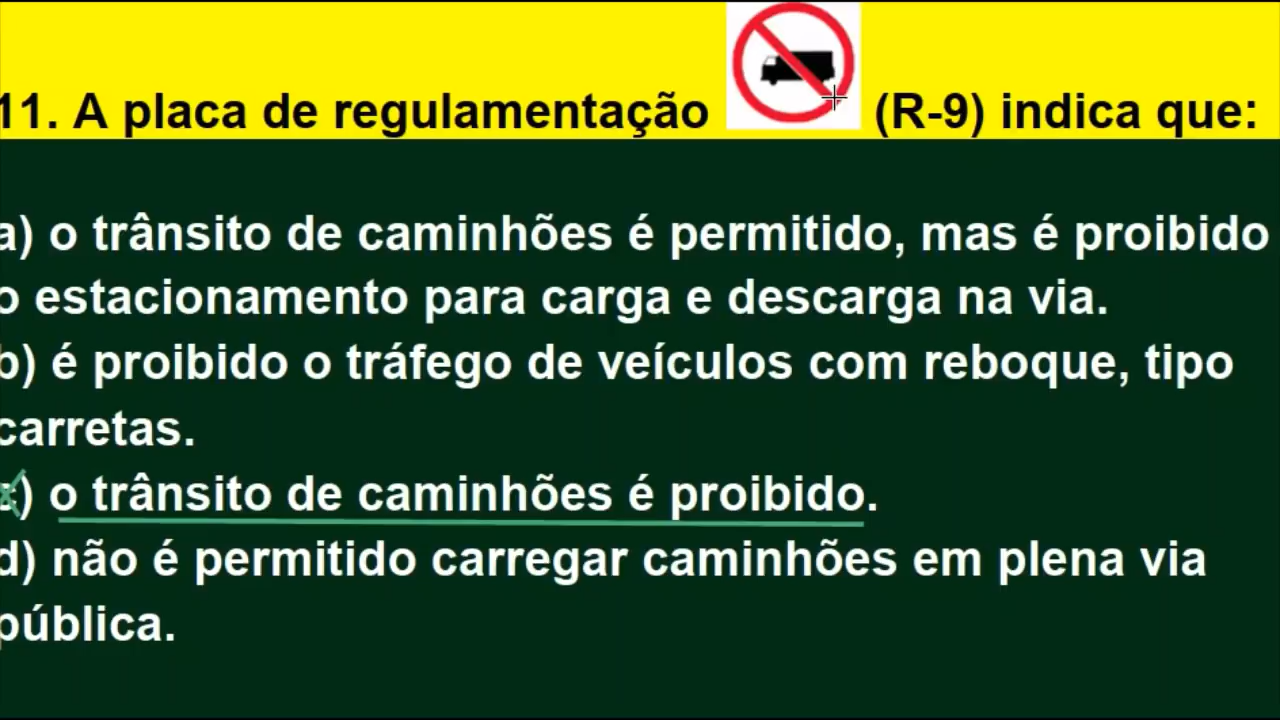 11. A placa de regulamentação (R-9) indica que:
a) o trânsito de caminhões é permitido, mas é proibido
o estacionamento para carga e descarga na via.
b) é proibido o tráfego de veículos com reboque, tipo
carretas.
c) o trânsito de caminhões é proibido.
d) não é permitido carregar caminhões em plena via
pública.